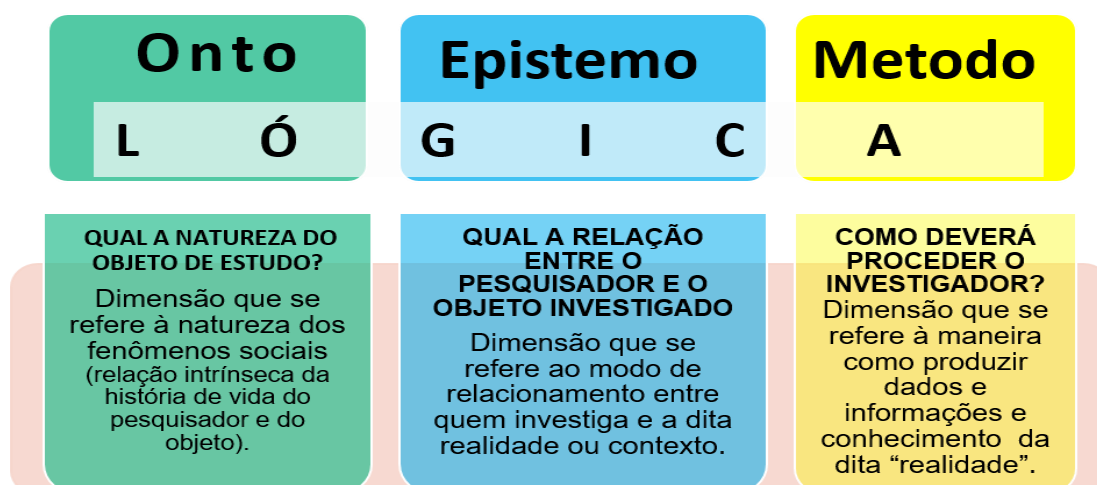 Onto
Epistemo
Metodo
L Ó G I C A
QUAL A NATUREZA DO
OBJETO DE ESTUDO?
Dimensão que se
refere à natureza dos
fenômenos sociais
(relação intrínseca da
história de vida do
pesquisador e do
objeto).
QUAL A RELAÇÃO
ENTRE O
PESQUISADOR E O
OBJETO INVESTIGADO
Dimensão que se
refere ao modo de
relacionamento entre
quem investiga e a dita
realidade ou contexto.
COMO DEVERÁ
PROCEDER O
INVESTIGADOR?
Dimensão que se
refere à maneira
como produzir
dados e
informações e
conhecimento da
dita “realidade”.